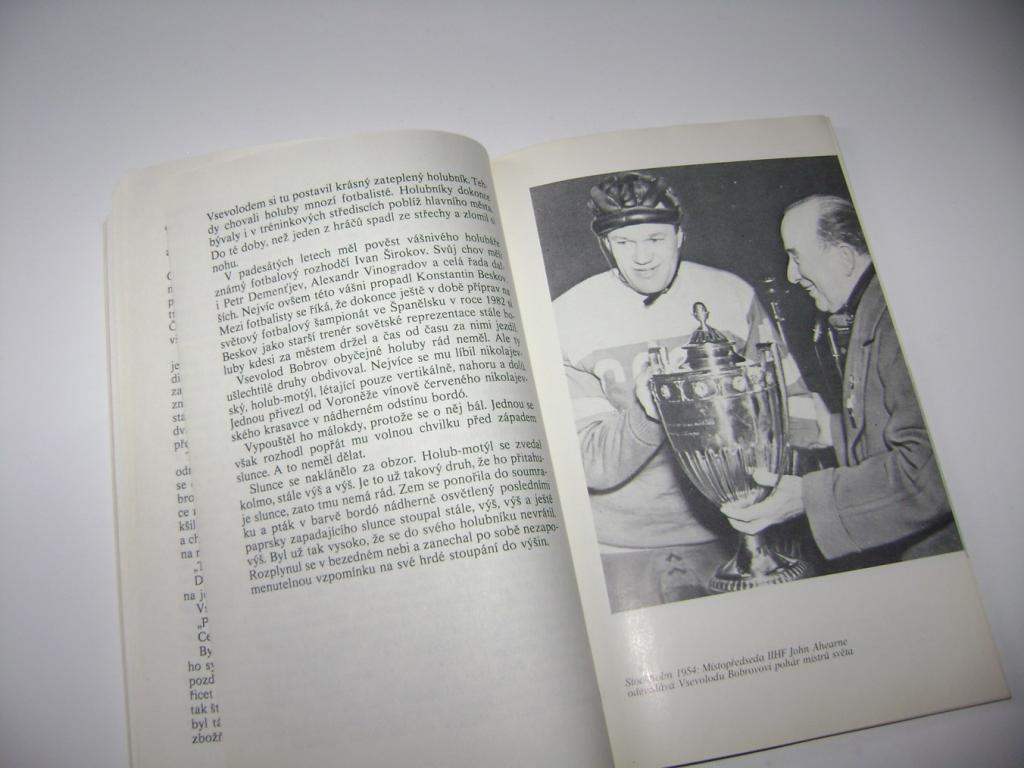 Vsevolodem si tu postavil krásný zateplený holubník. Teh-
dy chovali holuby mnozí fotbalisté. Holubníky dokonce
bývaly i v tréninkových střediscích poblíž hlavního města.
Do té doby, než jeden z hráčů spadl ze střechy a zlomil si
nohu.
V padesátých letech měl pověst vášnivého holubáře
známý fotbalový rozhodčí Ivan Širokov. Svůj chov měli
i Petr Demenťjev, Alexandr Vinogradov a celá řada dal-
ších. Nejvíc ovšem této vášni propadl Konstantin Beskov.
Mezi fotbalisty se říká, že dokonce ještě v době příprav na
světový fotbalový šampionát ve Španělsku v roce 1982 si
Beskov jako starší trenér sovětské reprezentace stále ho-
luby kdesi za městem držel a čas od času za nimi jezdil.
Vsevolod Bobrov obyčejné holuby rád neměl. Ale ty
ušlechtilé druhy obdivoval. Nejvíce se mu líbil nikolajev-
ský, holub-motýl, létající pouze vertikálně, nahoru a dolů.
Jednou přivezl od Voroněže vínově červeného nikolajev-
ského krasavce v nádherném odstínu bordó.
Vypouštěl ho málokdy, protože se o něj bál. Jednou se
však rozhodl popřát mu volnou chvilku před západem
slunce. A to neměl dělat.
Slunce se naklánělo za obzor. Holub-motýl se zvedal
kolmo, stále výš a výš. Je to už takový druh, že ho přitahu-
je slunce, zato tmu nemá rád. Zem se ponořila do soumra-
ku a pták v barvě bordó nádherně osvětlený posledními
paprsky zapadajícího slunce stoupal stále, výš, výš a ještě
výš. Byl už tak vysoko, že se do svého holubníku nevrátil.
Rozplynul se v bezedném nebi a zanechal po sobě nezapo-
menutelnou vzpomínku na své hrdé stoupání do výšin.
Stockholm 1954: Místopředseda IIHF John Ahearne
odevzdává Vsevolodu Bobrovovi pohár mistrů světa